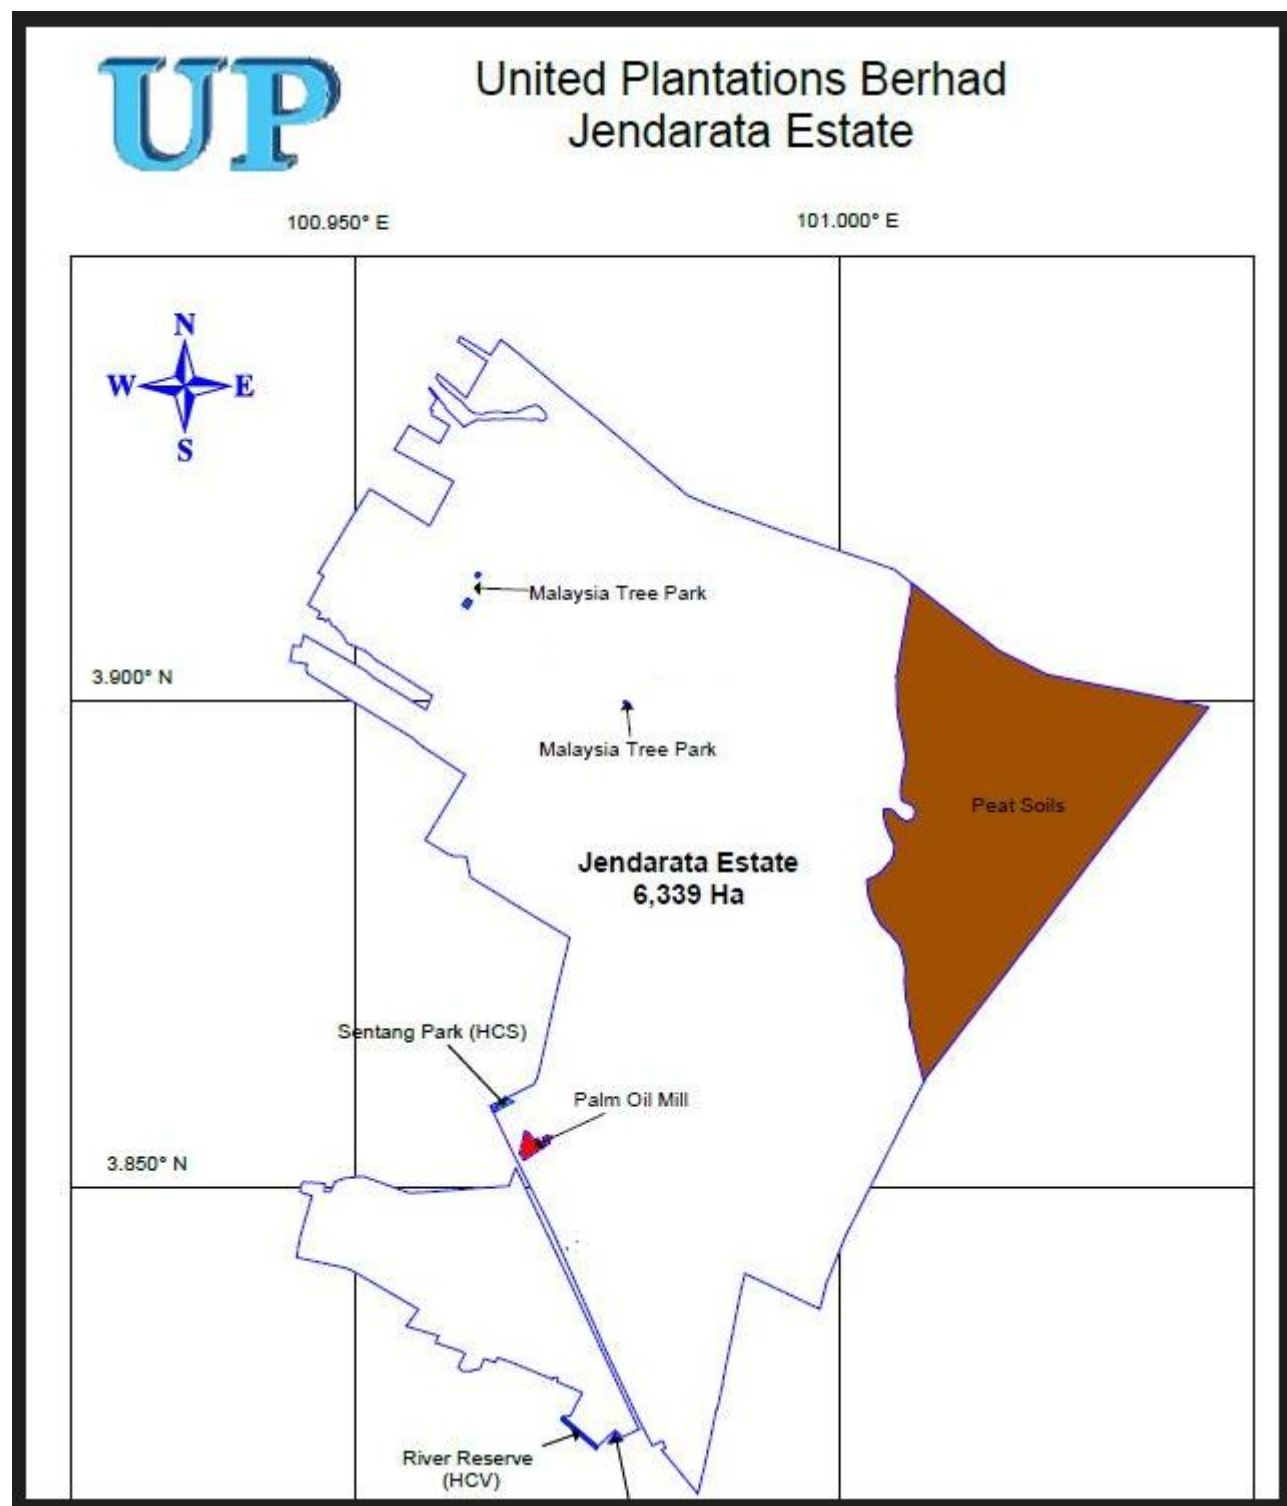 UP
United Plantations Berhad
Jendarata Estate
100.950° E
101.000° E
N
W
E
S
Malaysia Tree Park
3.900° N
Malaysia Tree Park
Peat Soils
Jendarata Estate
6,339 Ha
Sentang Park (HCS)
Palm Oil Mill
3.850° N
River Reserve
(HCV)